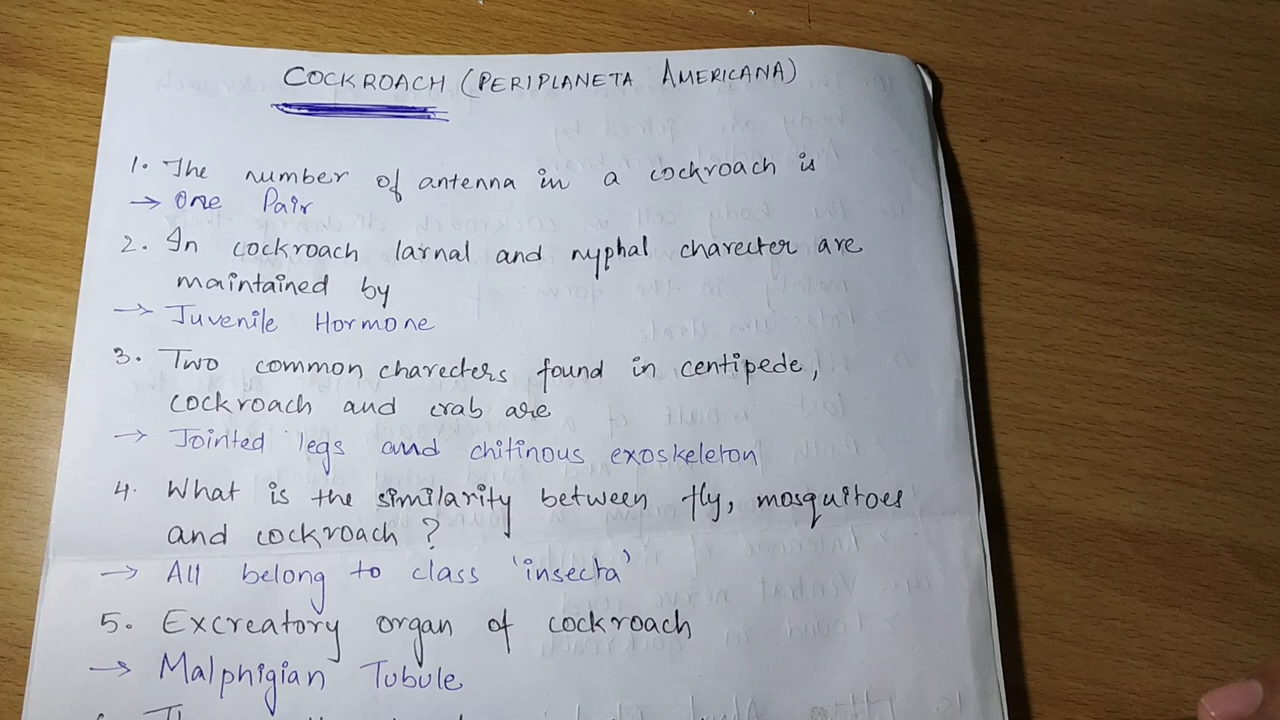 COCKROACH (PERIPLANETA AMERICANA)
1. The number of antenna in a cockroach is
→ One Pair
2. In cockroach larnal and nyphal charecter are
maintained by
→ Juvenile Hormone
3. Two common charecters found in centipede,
cockroach and crab are
→ Jointed legs and chitinous exoskeleton
4. What is the similarity between fly, mosquitoes
and cockroach ?
→ All belong to class 'insecta'
5. Excreatory organ of cockroach
→ Malphigian Tubule